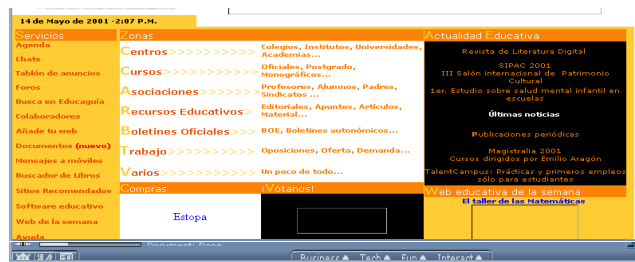 14 de Mayo de 2001 -2:07 P.M.
Servicios
Agenda
Chats
Tablón de anuncios
Foros
Busca en Educaguía
Colaboradores
Añade tu web
Documentos (nuevo)
Mensajes a móviles
Buscador de Libros
Sitios Recomendados
Software educativo
Web de la semana
Ayuda
Zonas
Centros>>>>>>>>>>> Colegios, Institutos, Universidades,
Academias...
Cursos>>>>>>>>>>> Oficiales, Postgrado,
Monográficos...
Asociaciones>>>>>>> Profesores, Alumnos, Padres,
Sindicatos ...
Recursos Educativos> Editoriales, Apuntes, Artículos,
Material...
Boletines Oficiales>>> BOE, Boletines autonómicos...
Trabajo>>>>>>>>>> Oposiciones, Oferta, Demanda...
Varios>>>>>>>>>>> Un poco de todo...
Compras
Estopa
¡Vótanos!
Actualidad Educativa
Revista de Literatura Digital
SIPAC 2001
III Salón internacional de Patrimonio
Cultural
1er. Estudio sobre salud mental infantil en
escuelas
Últimas noticias
Publicaciones periódicas
Magistralia 2001
Cursos dirigidos por Emilio Aragón
TalentCampus: Prácticas y primeros empleos
sólo para estudiantes
Web educativa de la semana
El taller de las Matemáticas
Document: Done
Business Tech Fun Interact